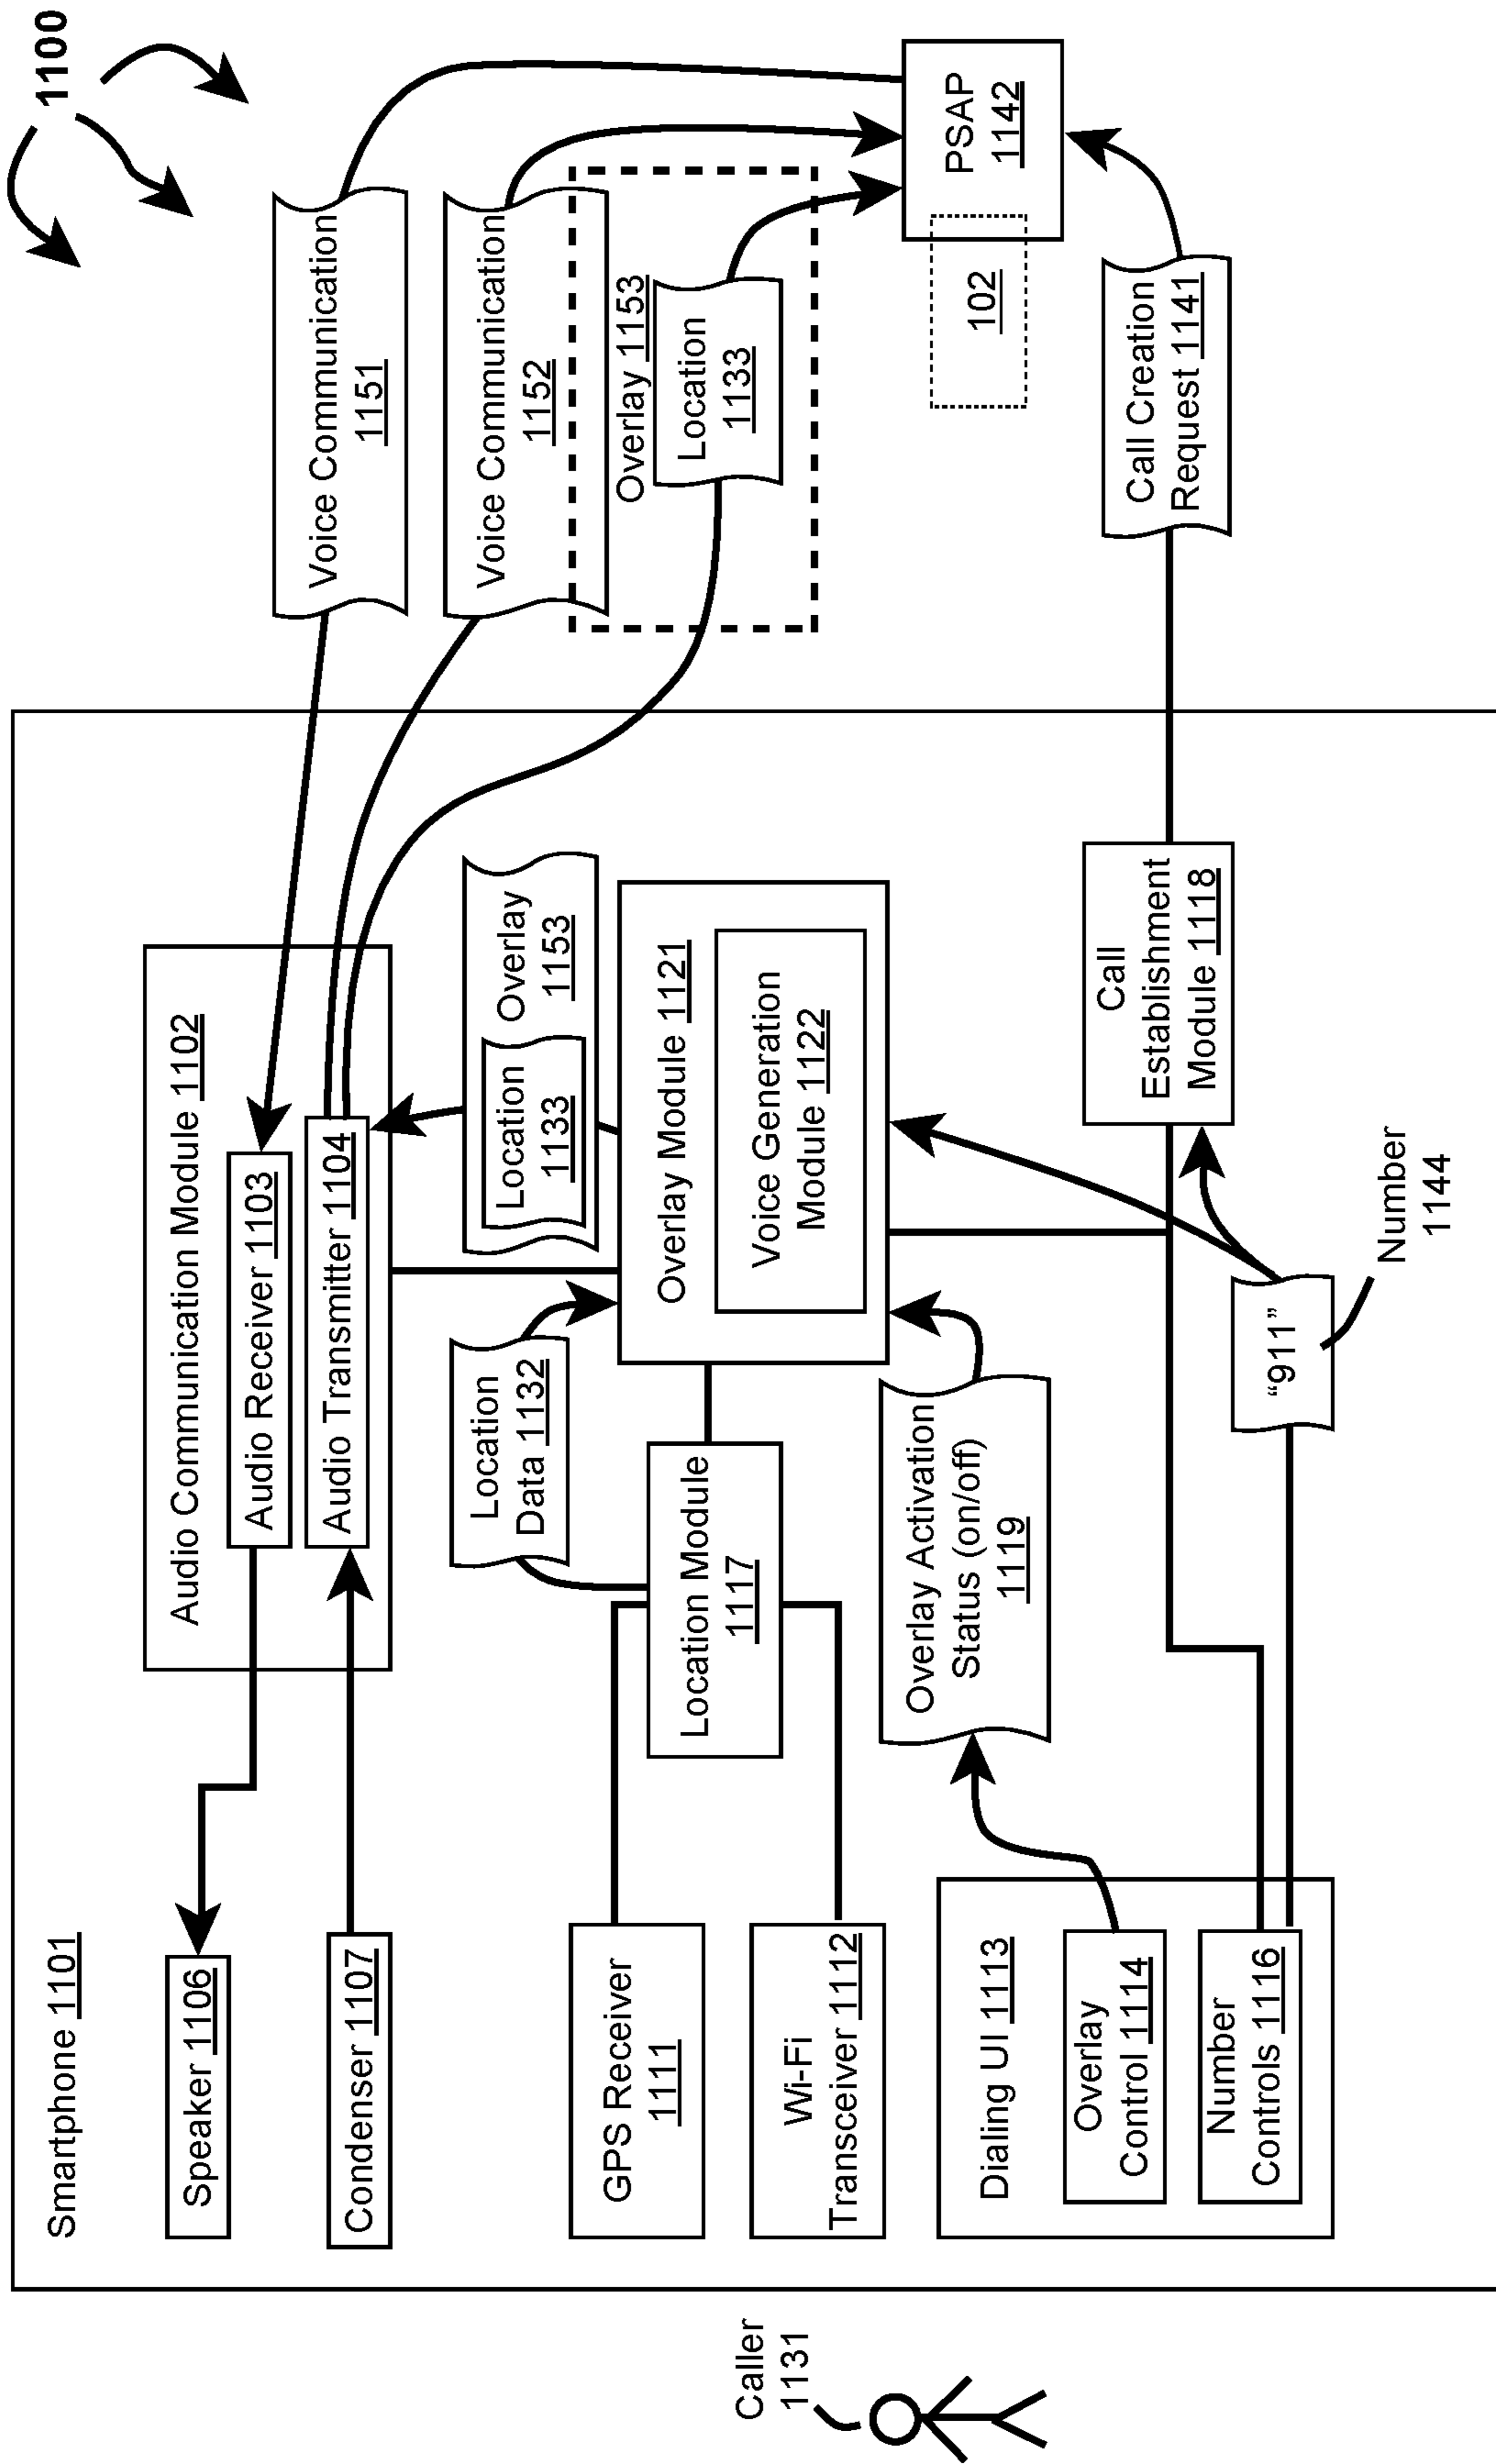 1100
Smartphone 1101
Speaker 1106
Condenser 1107
Audio Communication Module 1102
Audio Receiver 1103
Audio Transmitter 1104
Voice Communication
1151
Voice Communication
1152
Overlay 1153
Location
1133
PSAP
1142
102
Call Creation
Request 1141
Overlay
1153
Location
1133
Location
Data 1132
Overlay Module 1121
Voice Generation
Module 1122
GPS Receiver
1111
Wi-Fi
Transceiver 1112
Location Module
1117
Overlay Activation
Status (on/off)
1119
Call
Establishment
Module 1118
Dialing UI 1113
Overlay
Control 1114
Number
Controls 1116
“911”
Number
1144
Caller
1131